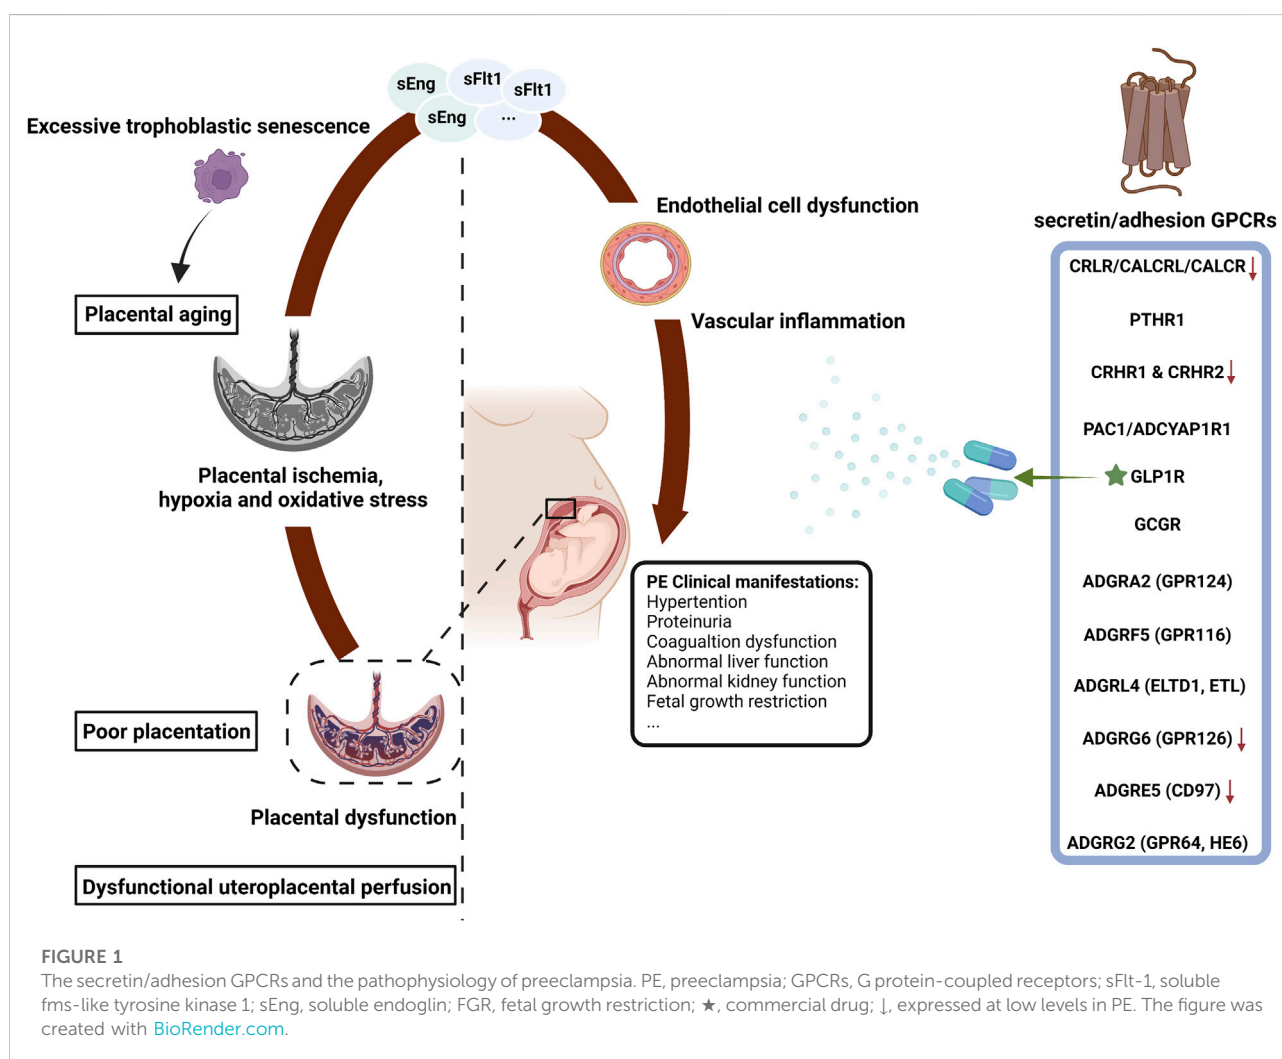 sEng
sFlt1
sFlt1
sEng
...
Excessive trophoblastic senescence
Placental aging
Placental ischemia,
hypoxia and oxidative stress
Poor placentation
Placental dysfunction
Dysfunctional uteroplacental perfusion
Endothelial cell dysfunction
Vascular inflammation
PE Clinical manifestations:
Hypertention
Proteinuria
Coagualtion dysfunction
Abnormal liver function
Abnormal kidney function
Fetal growth restriction
...
secretin/adhesion GPCRs
CRLR/CALCRL/CALCR↓
PTHR1
CRHR1 & CRHR2↓
PAC1/ADCYAP1R1
★GLP1R
GCGR
ADGRA2 (GPR124)
ADGRF5 (GPR116)
ADGRL4 (ELTD1, ETL)
ADGRG6 (GPR126)↓
ADGRE5 (CD97)↓
ADGRG2 (GPR64, HE6)
FIGURE 1
The secretin/adhesion GPCRs and the pathophysiology of preeclampsia. PE, preeclampsia; GPCRs, G protein-coupled receptors; sFlt-1, soluble
fms-like tyrosine kinase 1; sEng, soluble endoglin; FGR, fetal growth restriction; ★, commercial drug; ↓, expressed at low levels in PE. The figure was
created with BioRender.com.